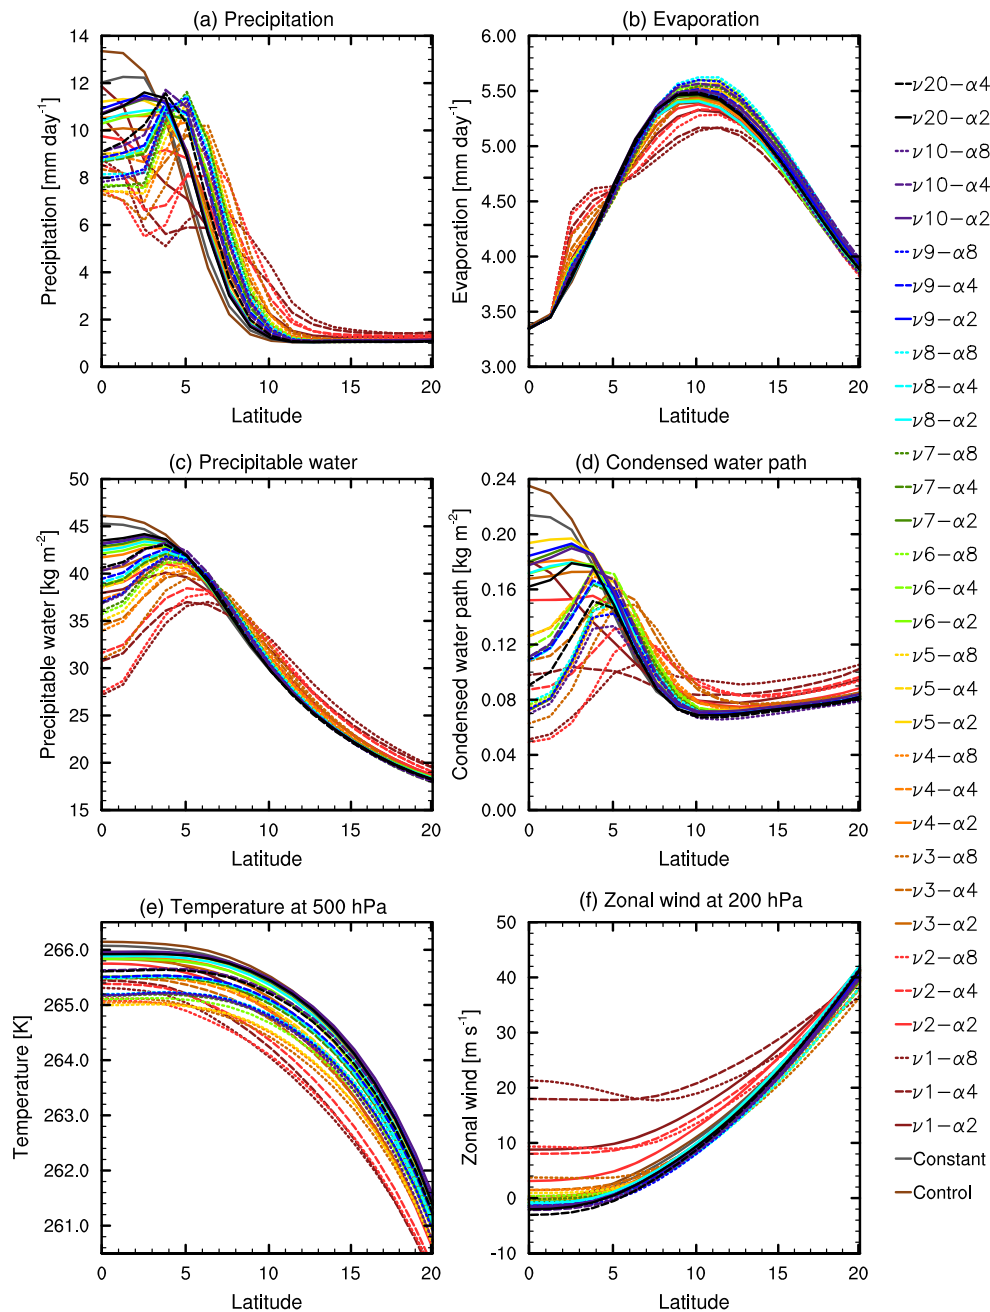 (a) Precipitation
Precipitation [mm day⁻¹]
14
12
10
8
6
4
2
0
0 5 10 15 20
Latitude
(b) Evaporation
Evaporation [mm day⁻¹]
6.00
5.50
5.00
4.50
4.00
3.50
3.00
0 5 10 15 20
Latitude
(c) Precipitable water
Precipitable water [kg m⁻²]
50
45
40
35
30
25
20
15
0 5 10 15 20
Latitude
(d) Condensed water path
Condensed water path [kg m⁻²]
0.24
0.20
0.16
0.12
0.08
0.04
0.00
0 5 10 15 20
Latitude
(e) Temperature at 500 hPa
Temperature [K]
266.0
265.0
264.0
263.0
262.0
261.0
0 5 10 15 20
Latitude
(f) Zonal wind at 200 hPa
Zonal wind [m s⁻¹]
50
40
30
20
10
0
-10
0 5 10 15 20
Latitude
ν20−α4
ν20−α2
ν10−α8
ν10−α4
ν10−α2
ν9−α8
ν9−α4
ν9−α2
ν8−α8
ν8−α4
ν8−α2
ν7−α8
ν7−α4
ν7−α2
ν6−α8
ν6−α4
ν6−α2
ν5−α8
ν5−α4
ν5−α2
ν4−α8
ν4−α4
ν4−α2
ν3−α8
ν3−α4
ν3−α2
ν2−α8
ν2−α4
ν2−α2
ν1−α8
ν1−α4
ν1−α2
Constant
Control